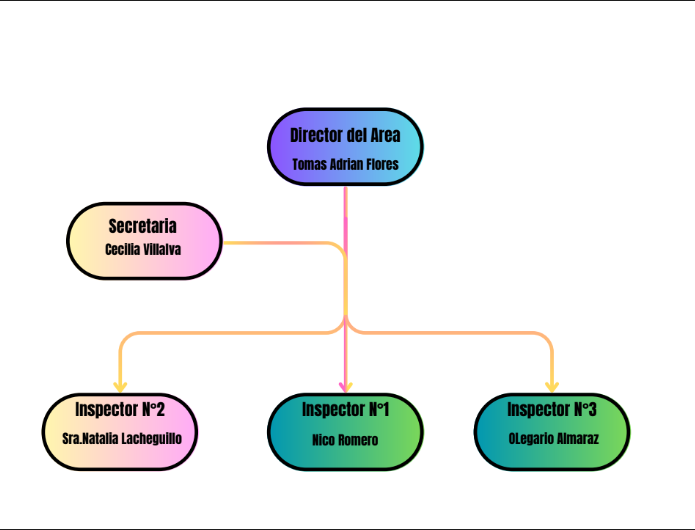 Director del Area
Tomas Adrian Flores
Secretaria
Cecilia Villalva
Inspector N°2
Sra.Natalia Lacheguillo
Inspector N°1
Nico Romero
Inspector N°3
OLegario Almaraz